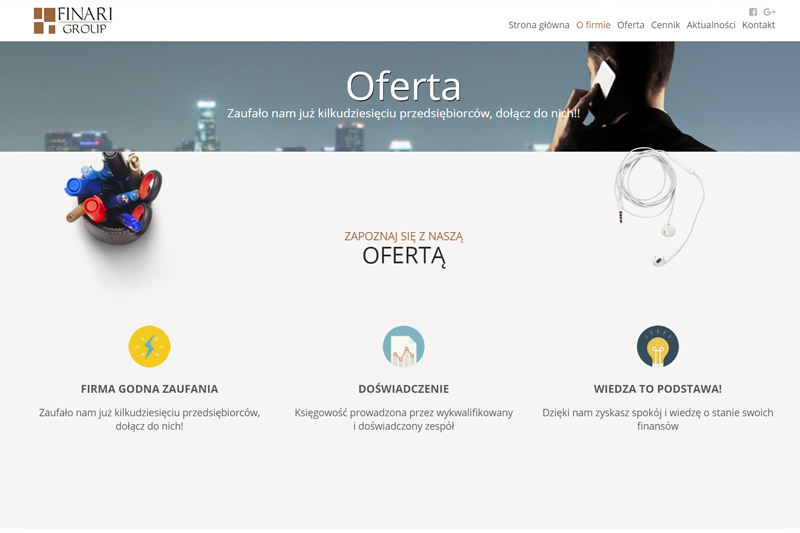 FINARI
GROUP
Strona główna O firmie Oferta Cennik Aktualności Kontakt
Oferta
Zaufało nam już kilkudziesięciu przedsiębiorców, dołącz do nich!!
ZAPOZNAJ SIĘ Z NASZĄ
OFERTĄ
FIRMA GODNA ZAUFANIA
Zaufało nam już kilkudziesięciu przedsiębiorców,
dołącz do nich!
DOŚWIADCZENIE
Księgowość prowadzona przez wykwalifikowany
i doświadczony zespół
WIEDZA TO PODSTAWA!
Dzięki nam zyskasz spokój i wiedzę o stanie swoich
finansów